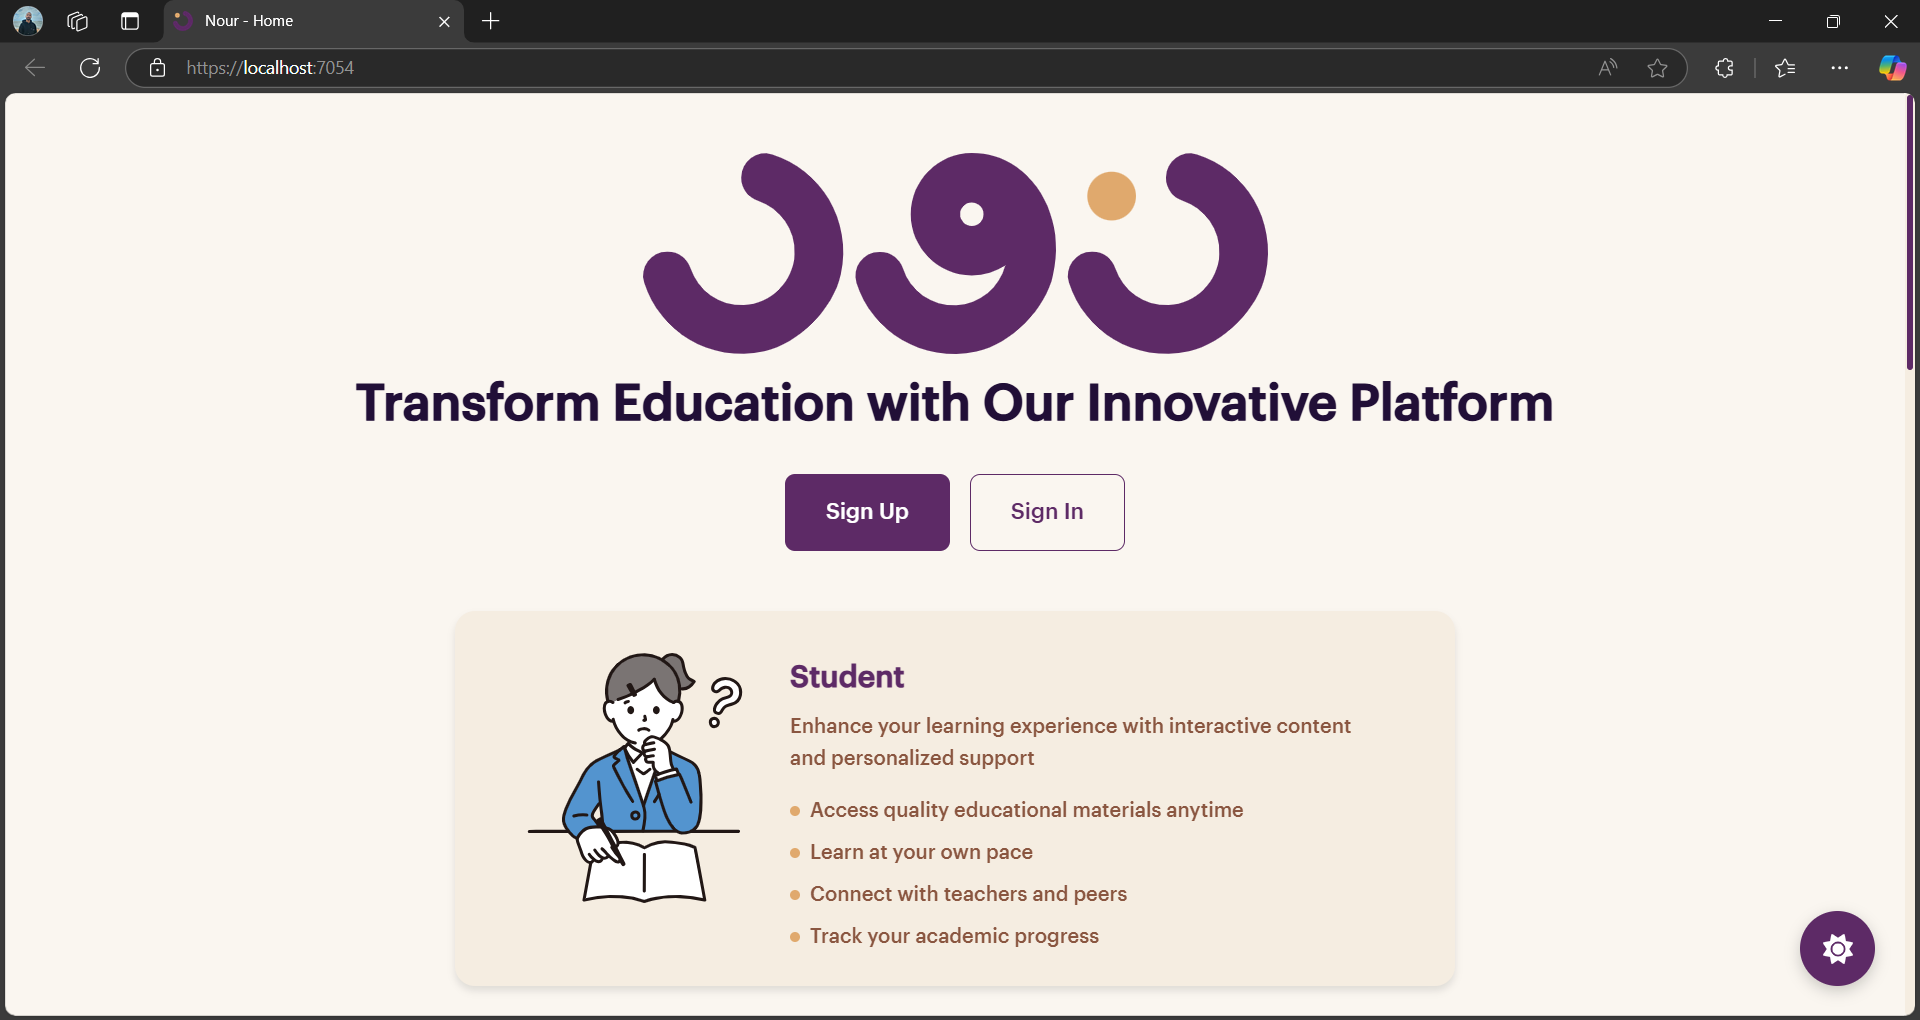 Nour - Home
https://localhost:7054
نور
Transform Education with Our Innovative Platform
Sign Up
Sign In
?
Student
Enhance your learning experience with interactive content
and personalized support
Access quality educational materials anytime
Learn at your own pace
Connect with teachers and peers
Track your academic progress